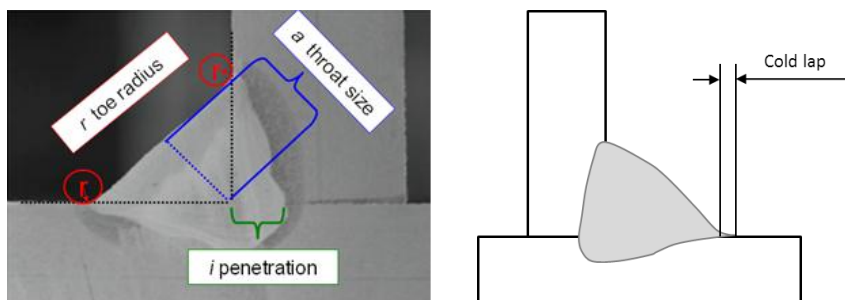 r
a throat size
r toe radius
r
i penetration
Cold lap